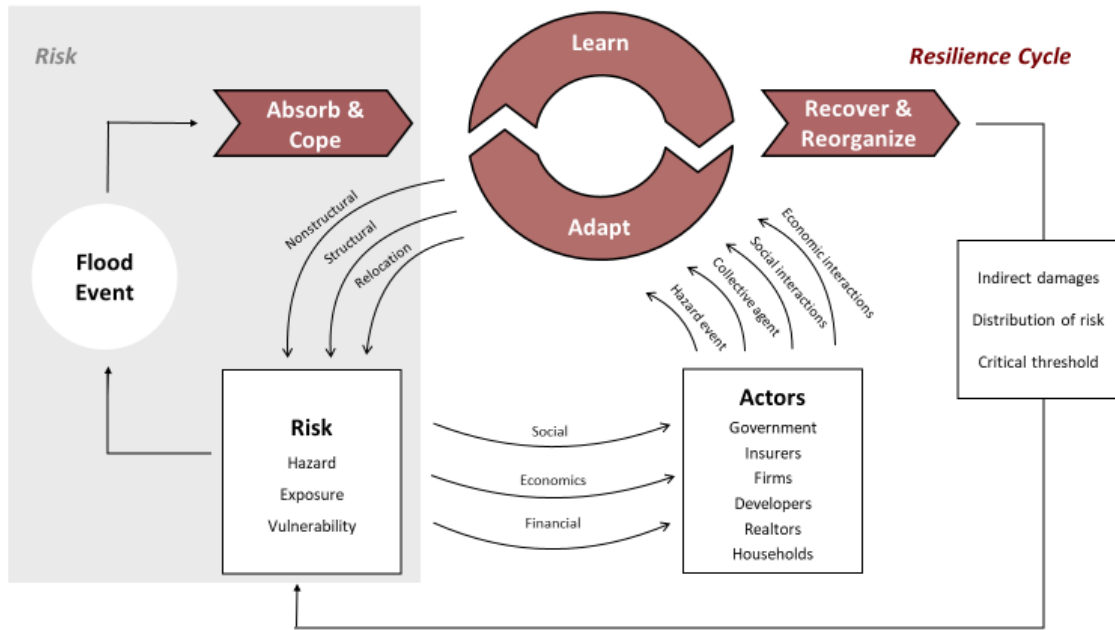 Risk
Resilience Cycle
Learn
Absorb &
Cope
Recover &
Reorganize
Adapt
Flood
Event
Nonstructural
Structural
Relocation
Hazard event
Collective agent
Social interactions
Economic interactions
Indirect damages
Distribution of risk
Critical threshold
Risk
Hazard
Exposure
Vulnerability
Social
Economics
Financial
Actors
Government
Insurers
Firms
Developers
Realtors
Households